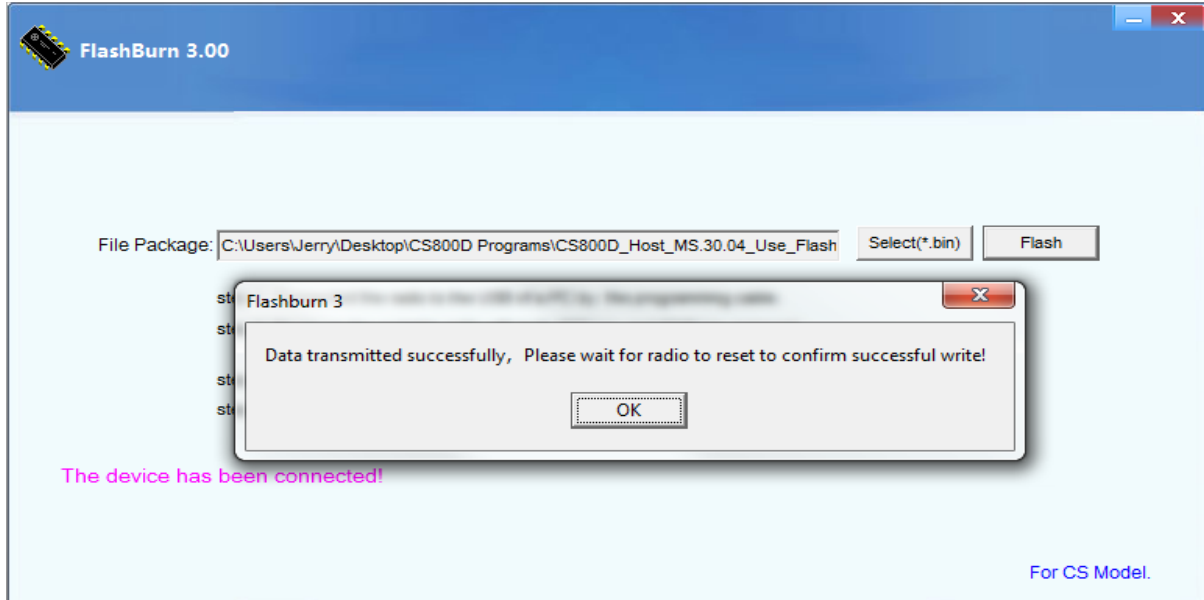 FlashBurn 3.00
File Package: C:\Users\Jerry\Desktop\CS800D Programs\CS800D_Host_MS.30.04_Use_Flash Select(*.bin) Flash
Flashburn 3
Data transmitted successfully, Please wait for radio to reset to confirm successful write!
OK
The device has been connected!
For CS Model.